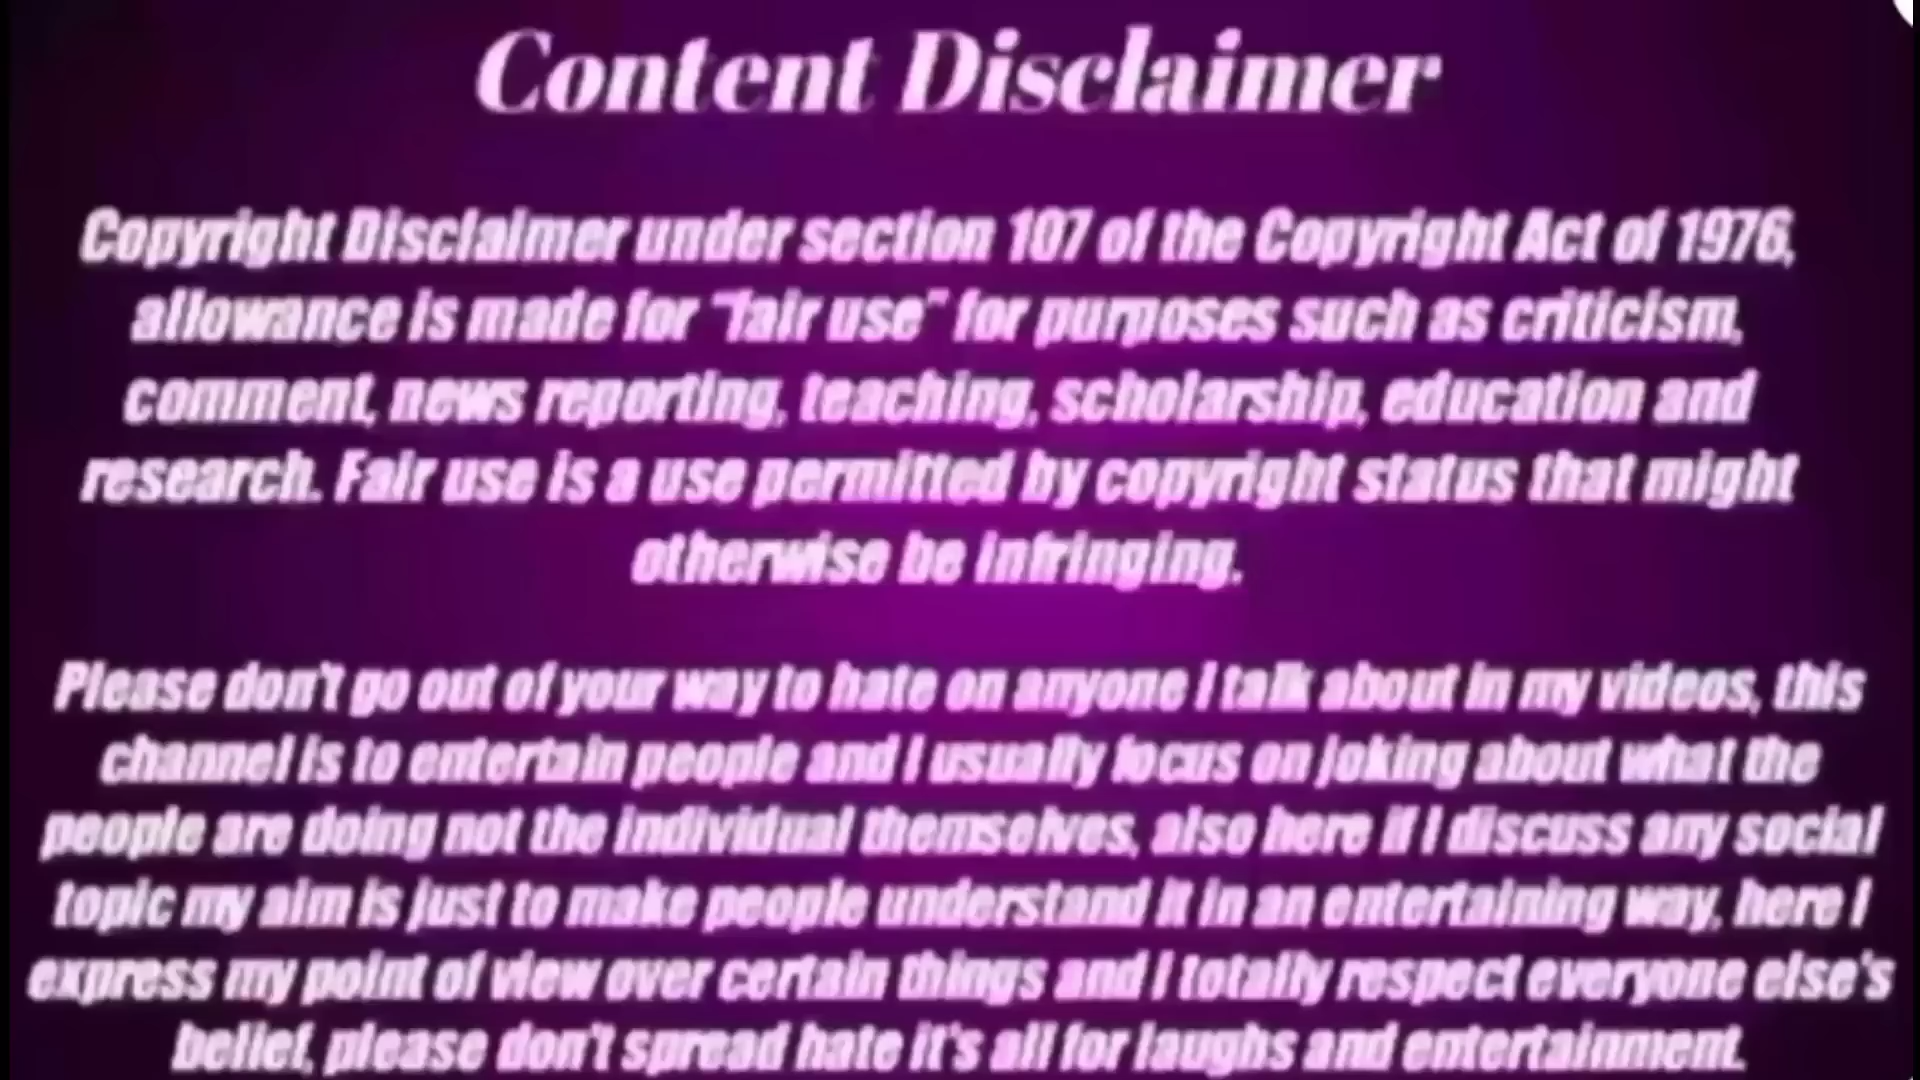 Content Disclaimer
Copyright Disclaimer under section 107 of the Copyright Act of 1976,
allowance is made for "fair use" for purposes such as criticism,
comment, news reporting, teaching, scholarship, education and
research. Fair use is a use permitted by copyright status that might
otherwise be infringing.
Please don't go out of your way to hate on anyone I talk about in my videos, this
channel is to entertain people and I usually focus on joking about what the
people are doing not the individual themselves, also here if I discuss any social
topic my aim is just to make people understand it in an entertaining way, here I
express my point of view over certain things and I totally respect everyone else's
belief, please don't spread hate it's all for laughs and entertainment.